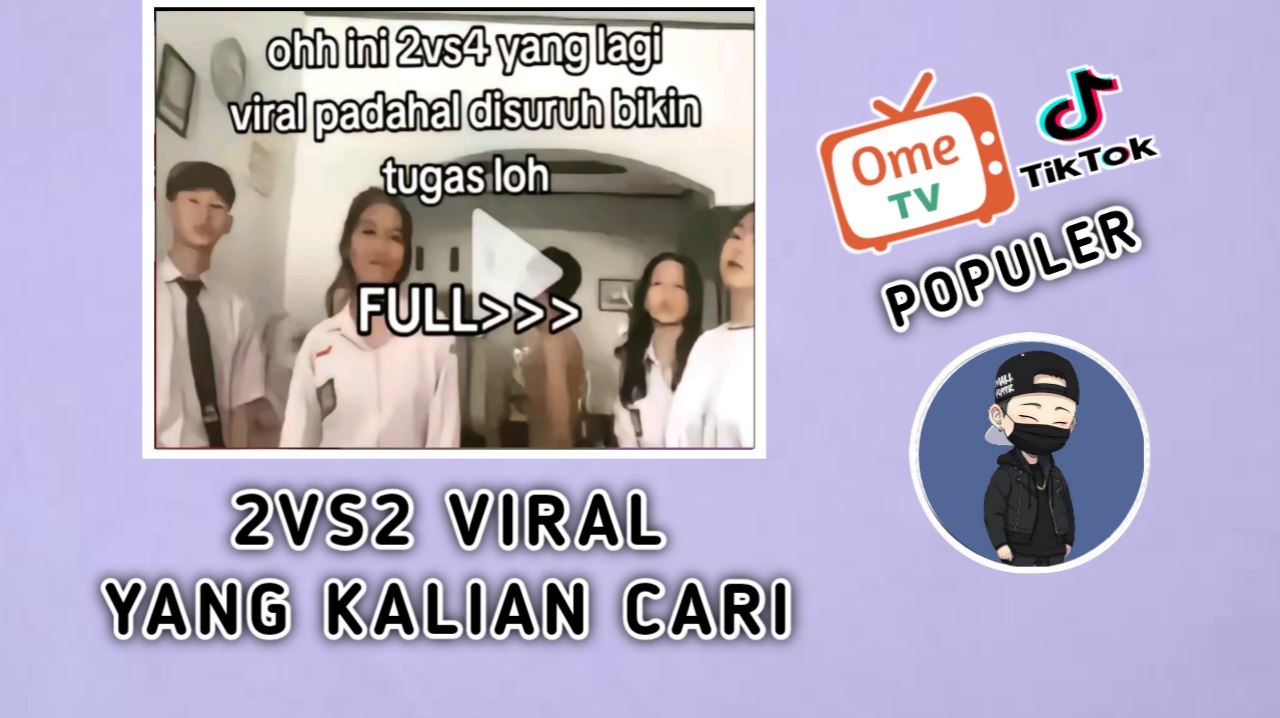 ohh ini 2vs4 yang lagi
viral padahal disuruh bikin
tugas loh
FULL>>>
Ome
TV
TikTok
POPULER
2VS2 VIRAL
YANG KALIAN CARI